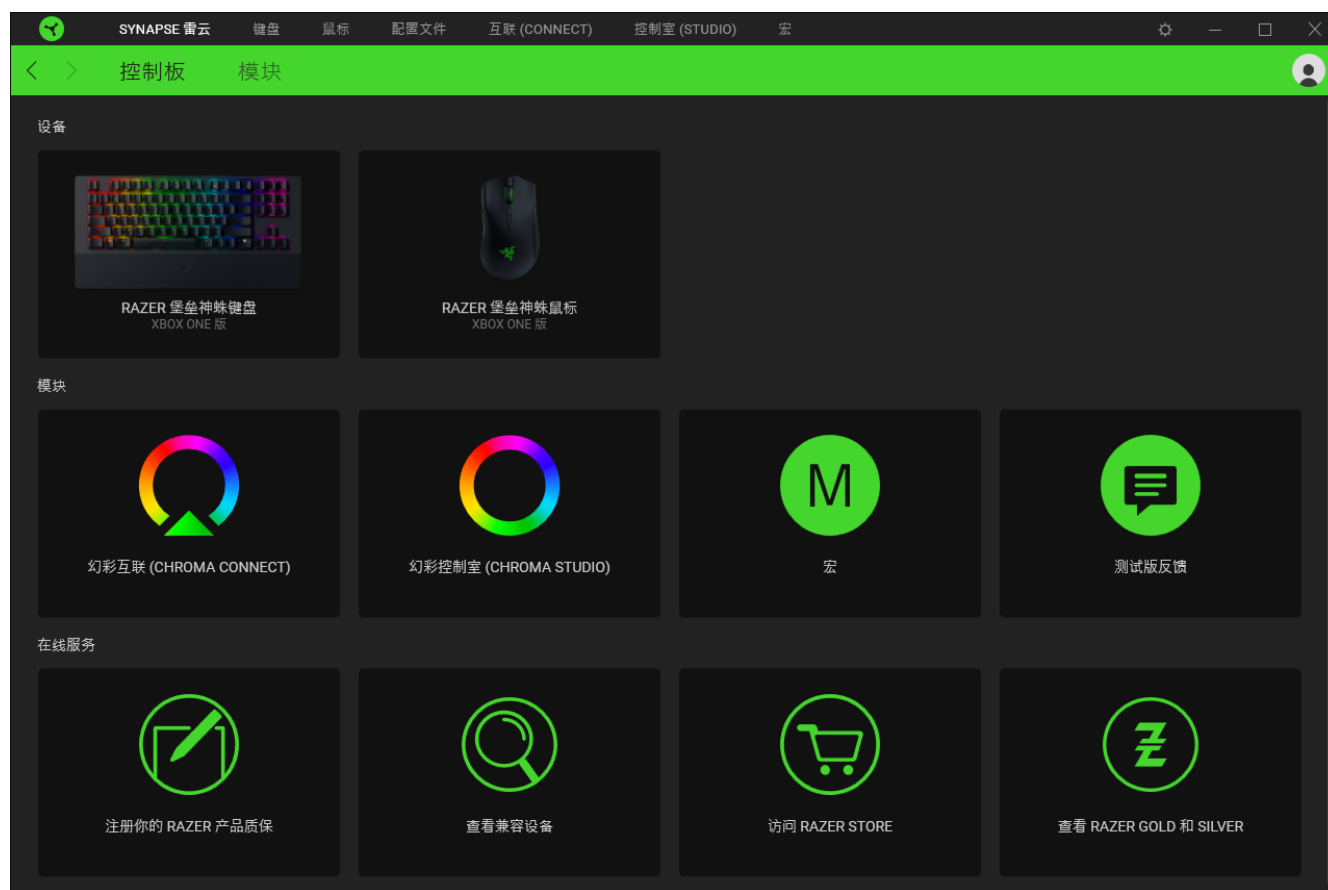 SYNAPSE 雷云 键盘 鼠标 配置文件 互联 (CONNECT) 控制室 (STUDIO) 宏
控制板 模块
设备
RAZER 堡垒神蛛键盘
XBOX ONE 版
RAZER 堡垒神蛛鼠标
XBOX ONE 版
模块
幻彩互联 (CHROMA CONNECT)
幻彩控制室 (CHROMA STUDIO)
M
宏
测试版反馈
在线服务
注册你的 RAZER 产品质保
查看兼容设备
访问 RAZER STORE
查看 RAZER GOLD 和 SILVER